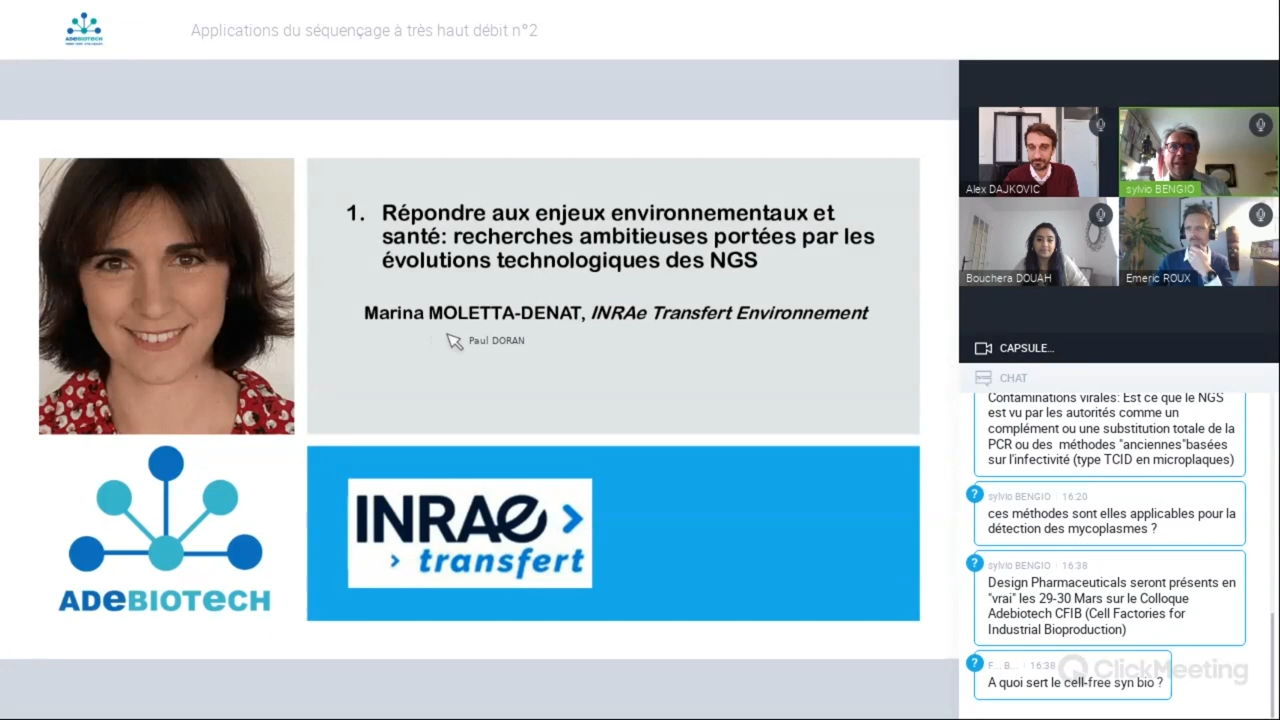 ADEBIOTECH
Applications du séquençage à très haut débit n°2
1. Répondre aux enjeux environnementaux et
santé: recherches ambitieuses portées par les
évolutions technologiques des NGS
Marina MOLETTA-DENAT, INRAe Transfert Environnement
Paul DORAN
ADEBIOTECH
INRAE
transfert
Alex DAJKOVIC
sylvio BENGIO
Bouchera DOUAH
Emeric ROUX
CAPSULE...
CHAT
Contaminations virales: Est ce que le NGS
est vu par les autorités comme un
complément ou une substitution totale de la
PCR ou des méthodes "anciennes"basées
sur l'infectivité (type TCID en microplaques)
? sylvio BENGIO 16:20
ces méthodes sont elles applicables pour la
détection des mycoplasmes ?
? sylvio BENGIO 16:38
Design Pharmaceuticals seront présents en
"vrai" les 29-30 Mars sur le Colloque
Adebiotech CFIB (Cell Factories for
Industrial Bioproduction)
? F... B... 16:38
A quoi sert le cell-free syn bio ?
ClickMeeting